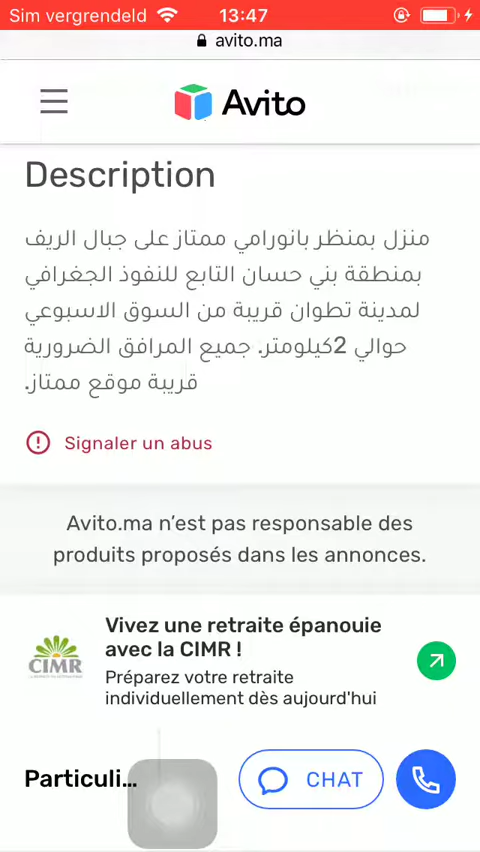 Sim vergrendeld
13:47
avito.ma
Avito
Description
منزل بمنظر بانورامي ممتاز على جبال الريف
بمنطقة بني حسان التابع للنفوذ الجغرافي
لمدينة تطوان قريبة من السوق الاسبوعي
حوالي 2كيلومتر. جميع المرافق الضرورية
قريبة موقع ممتاز.
Signaler un abus
Avito.ma n’est pas responsable des
produits proposés dans les annonces.
Vivez une retraite épanouie
avec la CIMR !
CIMR
Préparez votre retraite
individuellement dès aujourd'hui
Particuli...
CHAT